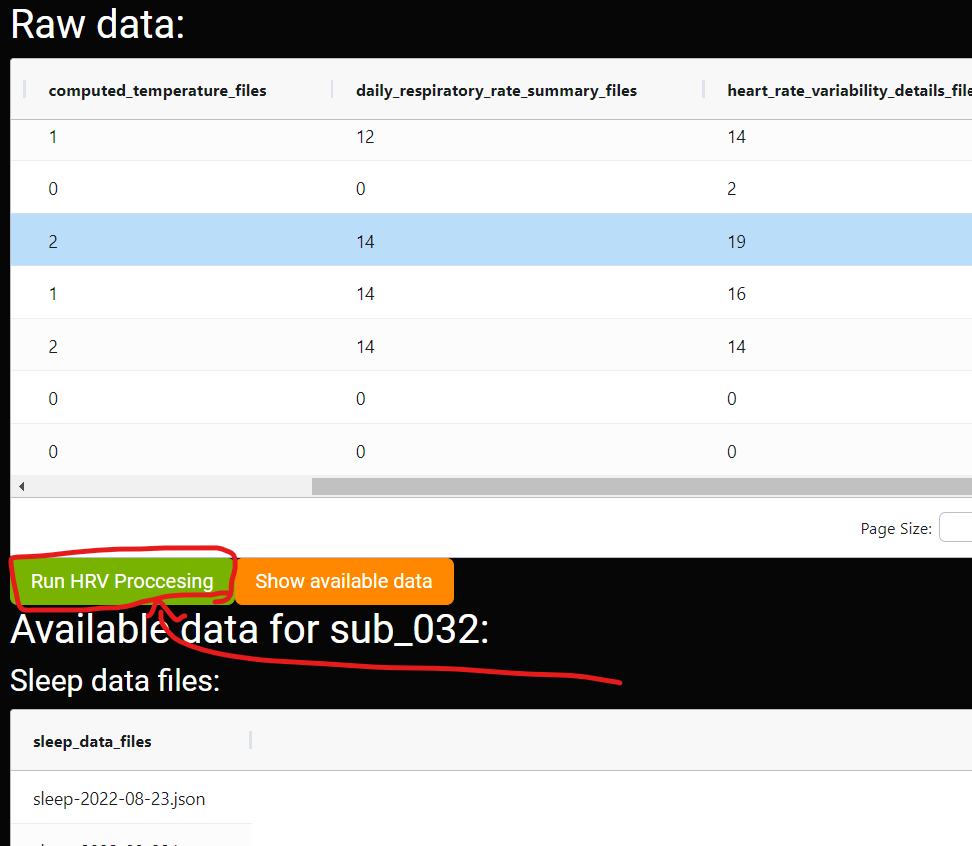 Raw data:
computed_temperature_files daily_respiratory_rate_summary_files heart_rate_variability_details_file
1 12 14
0 0 2
2 14 19
1 14 16
2 14 14
0 0 0
0 0 0
Page Size:
Run HRV Proccesing Show available data
Available data for sub_032:
Sleep data files:
sleep_data_files
sleep-2022-08-23.json